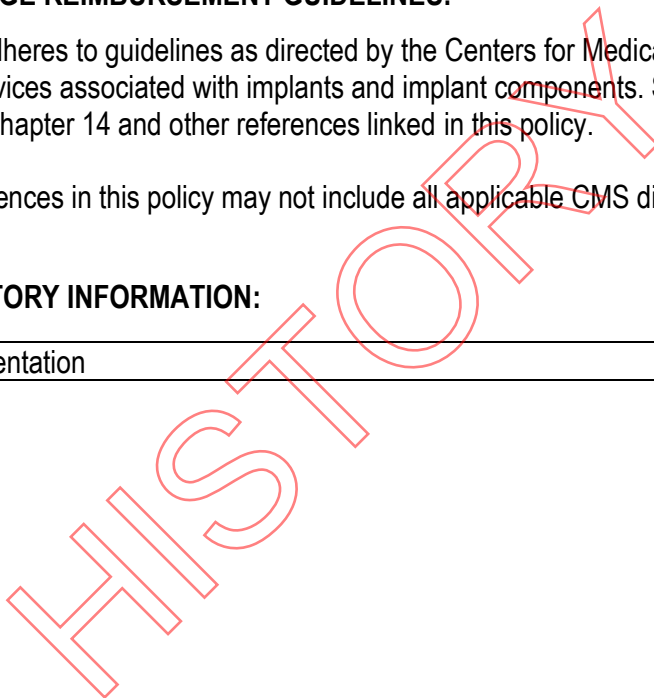 REIMBURSEMENT GUIDELINES:
heres to guidelines as directed by the Centers for Medica
vices associated with implants and implant components. S
hapter 14 and other references linked in this policy.
ences in this policy may not include all applicable CMS di
TORY INFORMATION:
entation
HISTORY